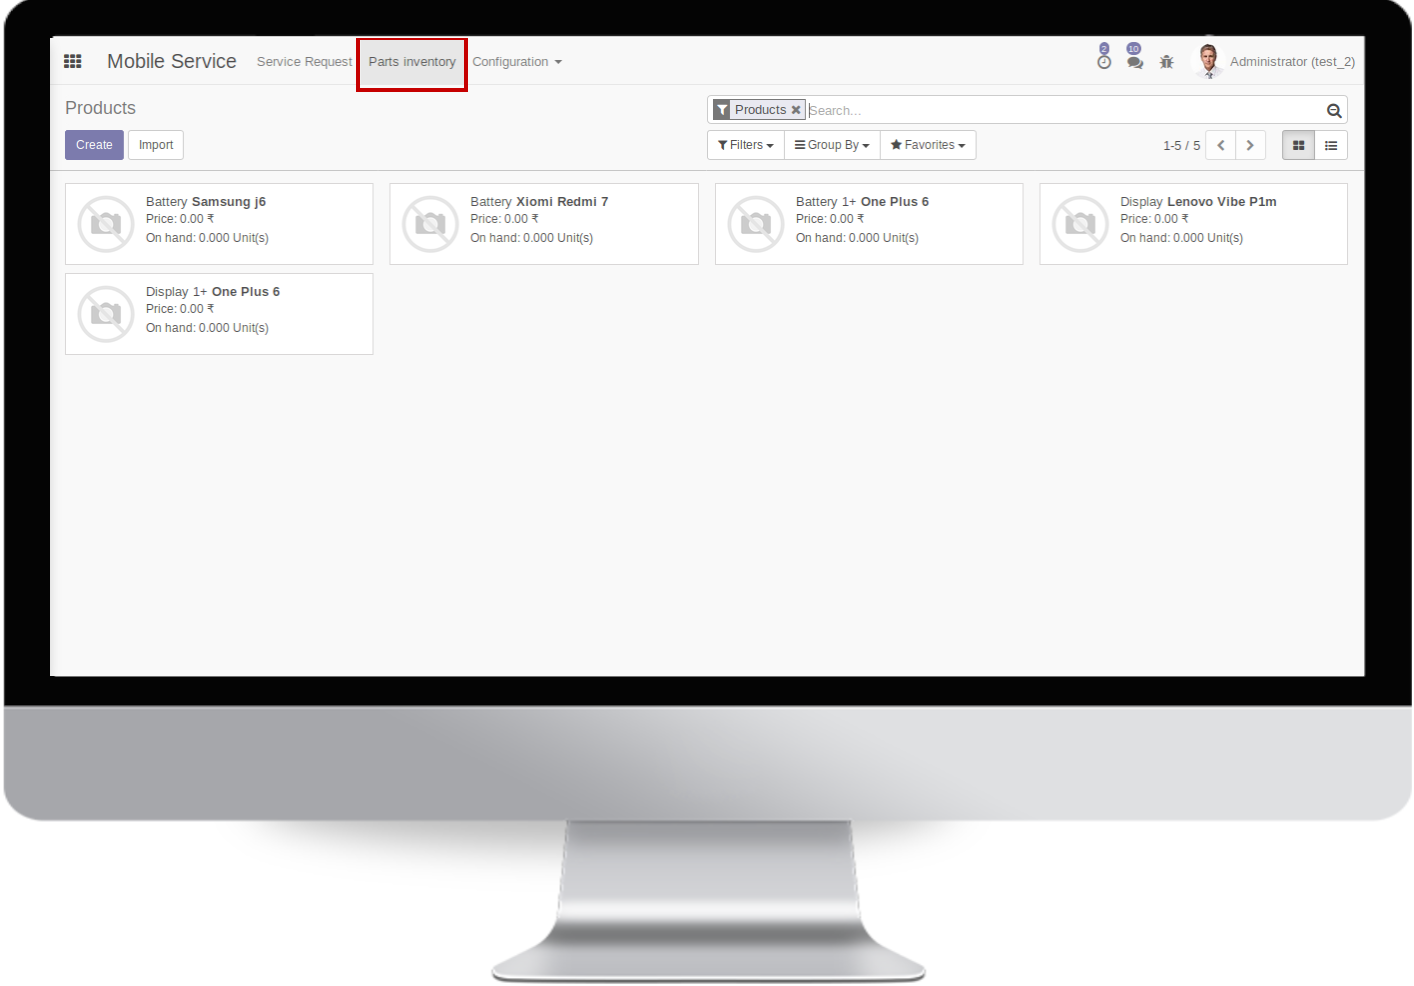 Mobile Service Service Request Parts inventory Configuration 2 10 Administrator (test_2)
Products
Products Search...
Create Import
Filters Group By Favorites 1-5 / 5
Battery Samsung j6
Price: 0.00 ₹
On hand: 0.000 Unit(s)
Battery Xiomi Redmi 7
Price: 0.00 ₹
On hand: 0.000 Unit(s)
Battery 1+ One Plus 6
Price: 0.00 ₹
On hand: 0.000 Unit(s)
Display Lenovo Vibe P1m
Price: 0.00 ₹
On hand: 0.000 Unit(s)
Display 1+ One Plus 6
Price: 0.00 ₹
On hand: 0.000 Unit(s)